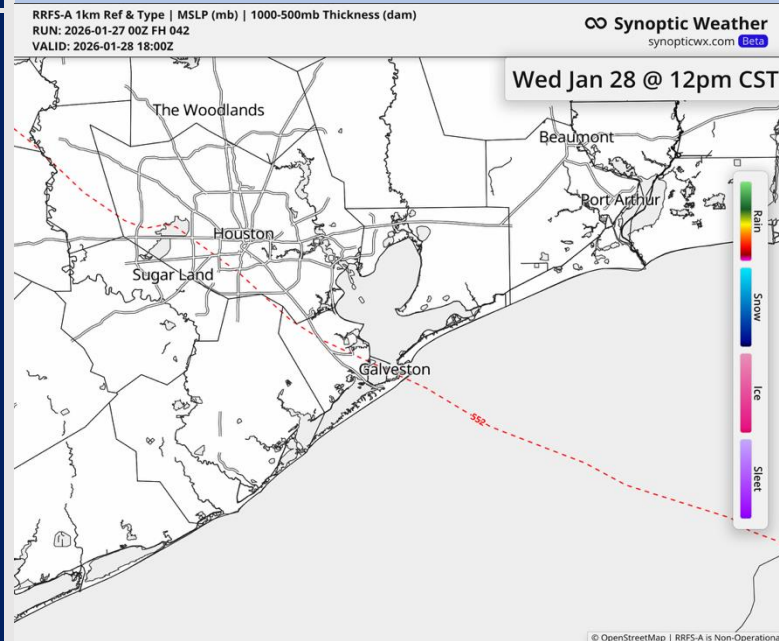 RRFS-A 1km Ref & Type | MSLP (mb) | 1000-500mb Thickness (dam)
RUN: 2026-01-27 00Z FH 042
VALID: 2026-01-28 18:00Z
Synoptic Weather
synopticwx.com Beta
Wed Jan 28 @ 12pm CST
The Woodlands
Beaumont
Port Arthur
Houston
Sugar Land
Galveston
552
Rain
Snow
Ice
Sleet
© OpenStreetMap | RRFS-A is Non-Operational